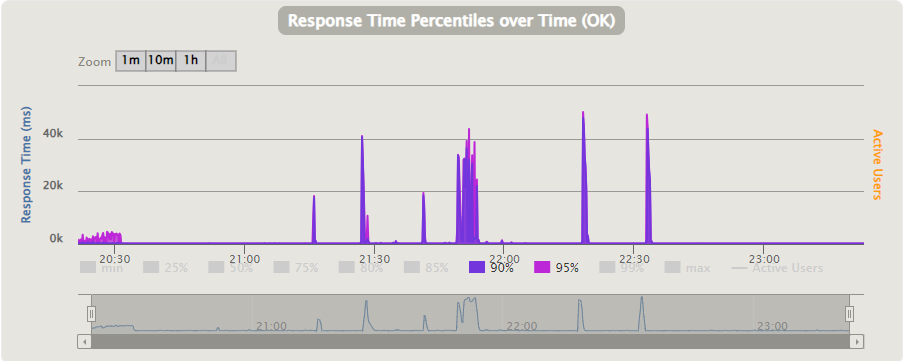 Response Time Percentiles over Time (OK)
Zoom 1m 10m 1h All
Response Time (ms)
40k
20k
0k
Active Users
20:30 21:00 21:30 22:00 22:30 23:00
min 25% 50% 75% 80% 85% 90% 95% 99% max Active Users
21:00 22:00 23:00